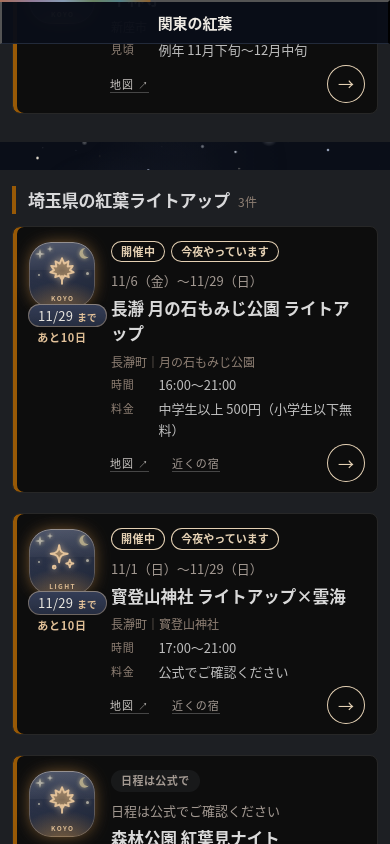 関東の紅葉
見頃 例年 11月下旬〜12月中旬
地図 ↗ →
埼玉県の紅葉ライトアップ 3件
KOYO
11/29 まで
あと10日
開催中 今夜やっています
11/6（金）〜11/29（日）
長瀞 月の石もみじ公園 ライトア
ップ
長瀞町｜月の石もみじ公園
時間 16:00〜21:00
料金 中学生以上 500円（小学生以下無
料）
地図 ↗ 近くの宿 →
LIGHT
11/29 まで
あと10日
開催中 今夜やっています
11/1（日）〜11/29（日）
寳登山神社 ライトアップ×雲海
長瀞町｜寳登山神社
時間 17:00〜21:00
料金 公式でご確認ください
地図 ↗ 近くの宿 →
KOYO
日程は公式で
日程は公式でご確認ください
森林公園 紅葉見ナイト